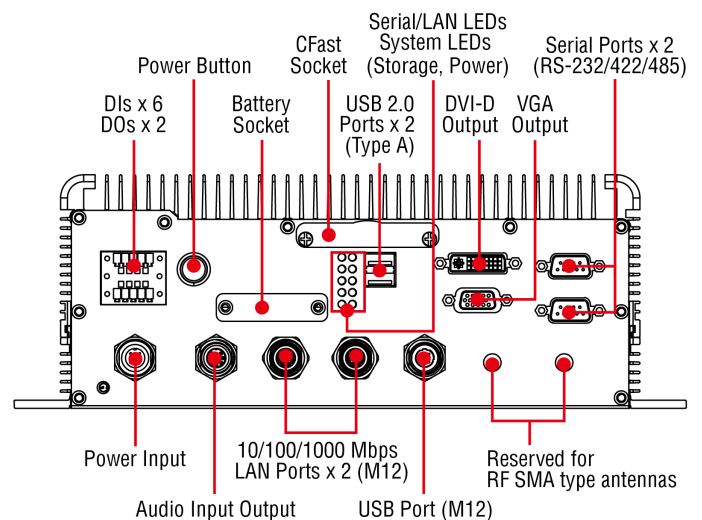 Serial/LAN LEDs
System LEDs
(Storage, Power)
CFast
Socket
Serial Ports x 2
(RS-232/422/485)
Power Button
DIs x 6
DOs x 2
Battery
Socket
USB 2.0
Ports x 2
(Type A)
DVI-D
Output
VGA
Output
Power Input
10/100/1000 Mbps
LAN Ports x 2 (M12)
Reserved for
RF SMA type antennas
Audio Input Output
USB Port (M12)